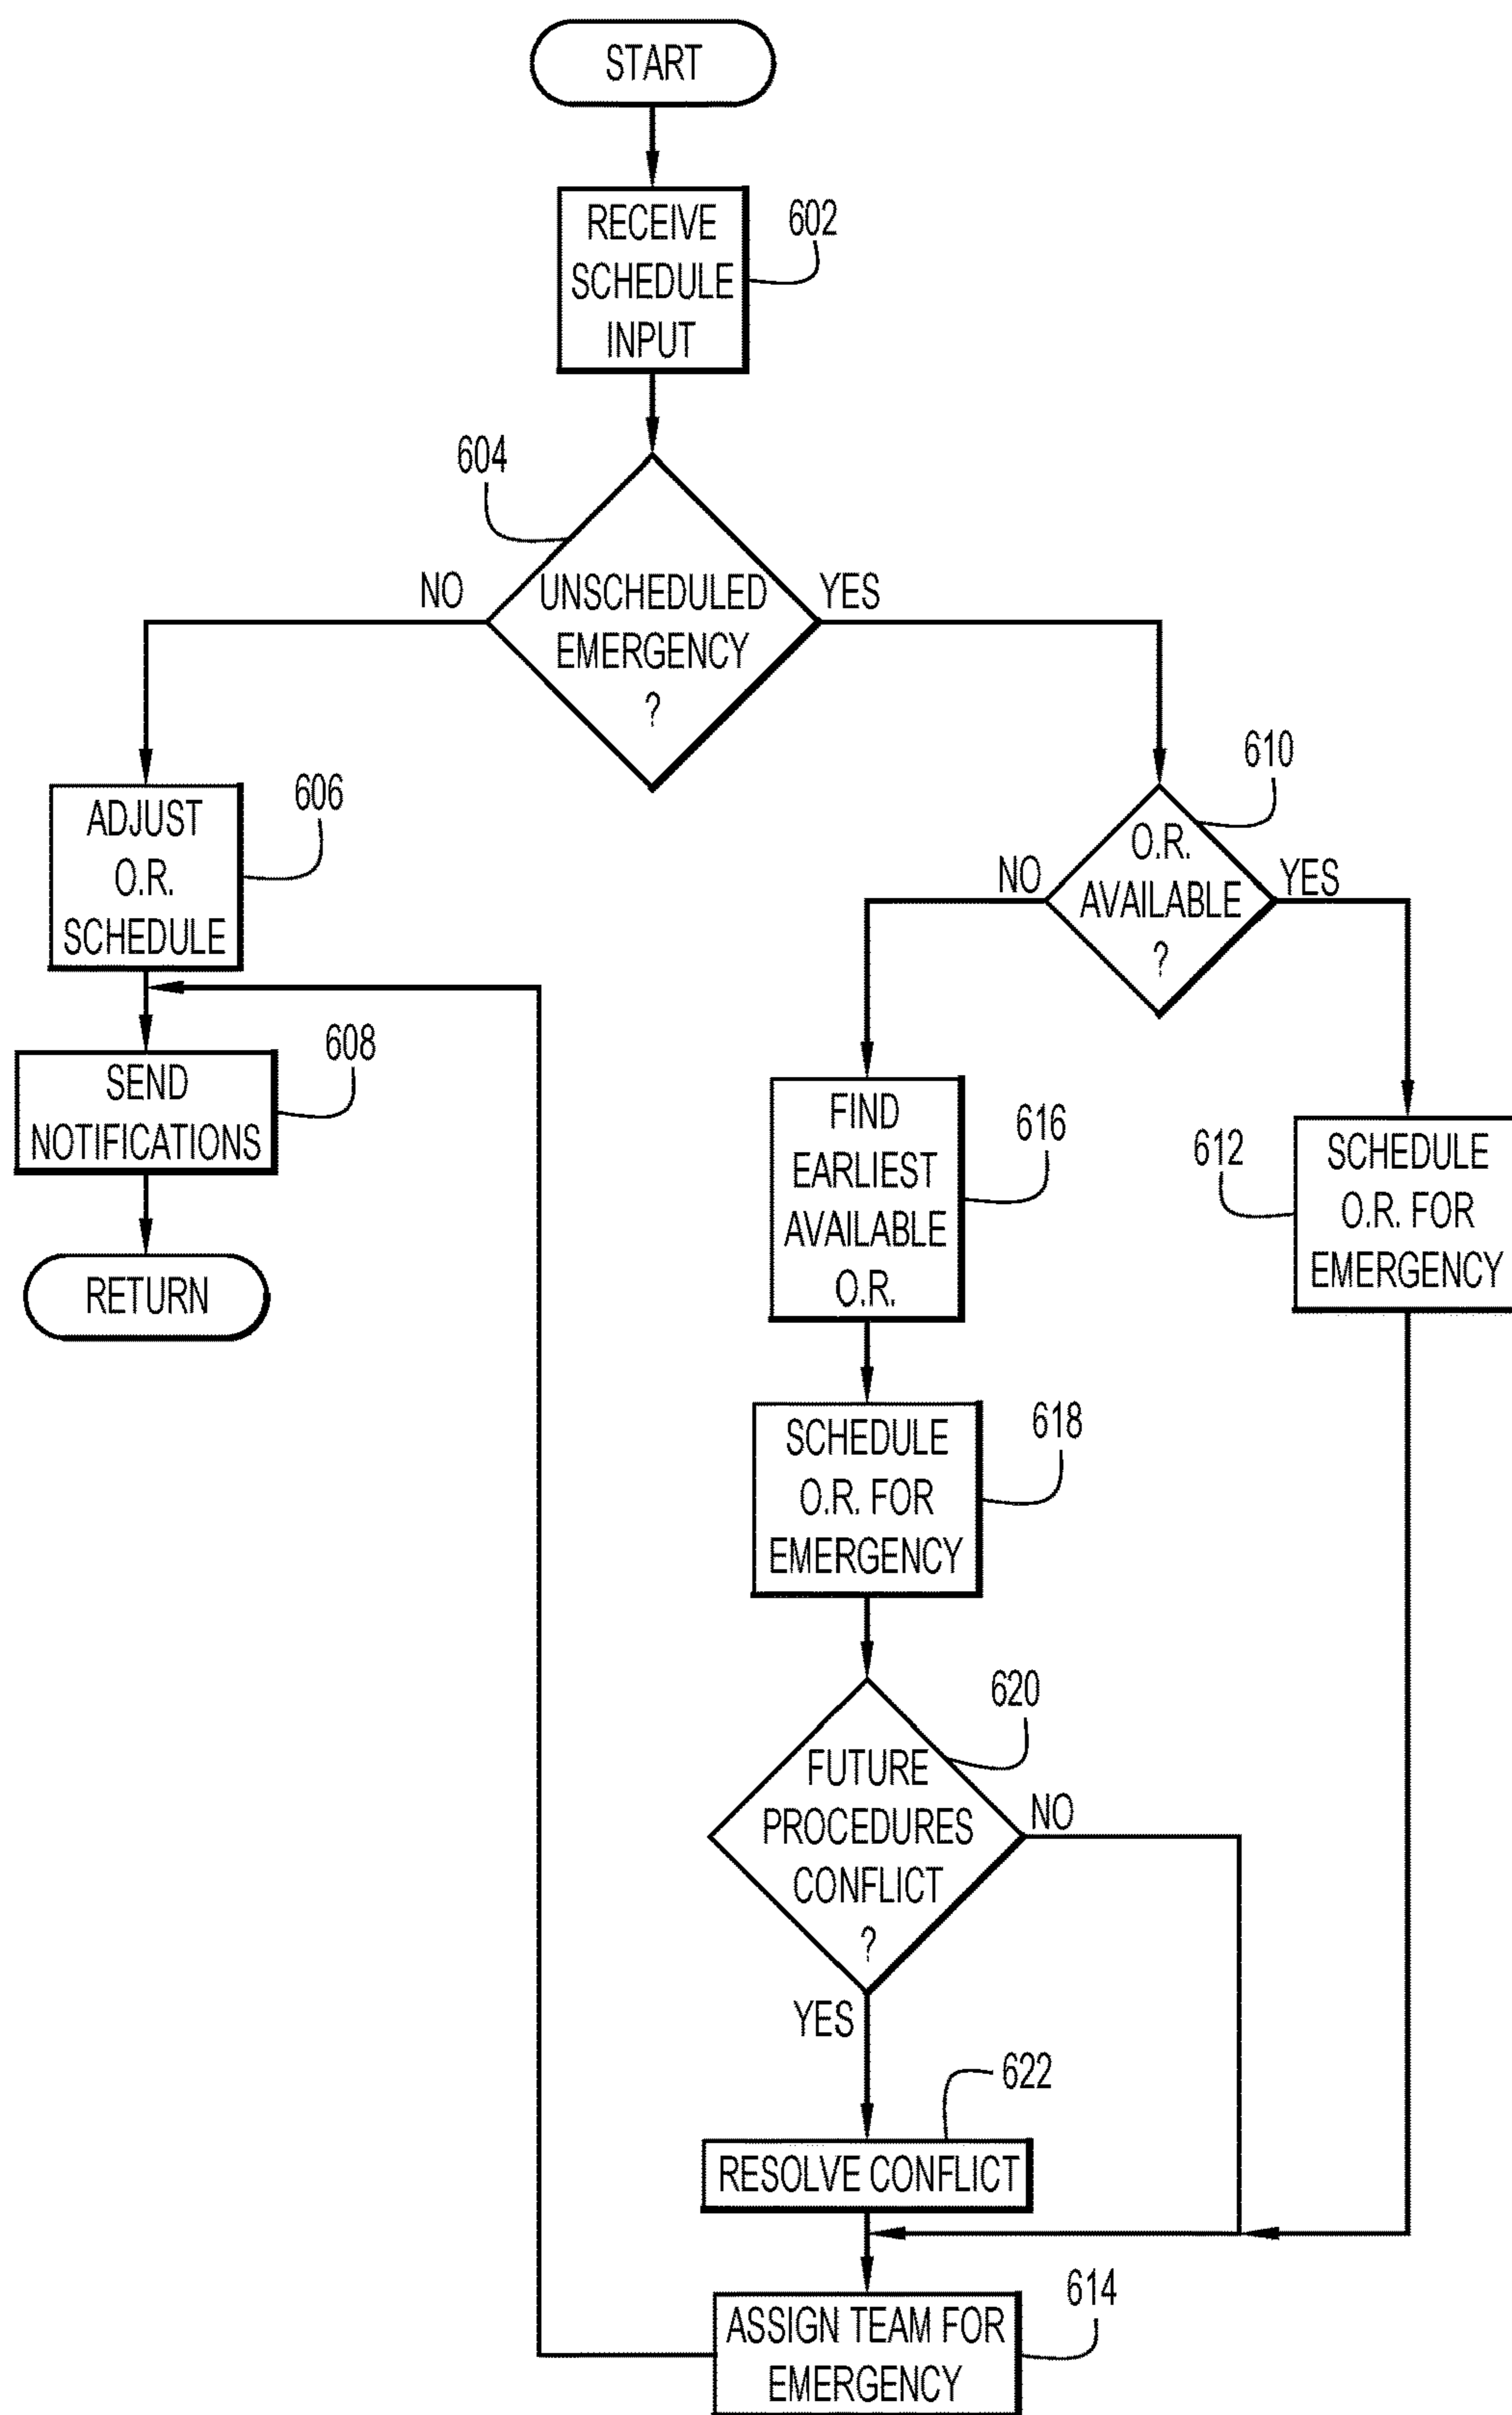 START
RECEIVE
SCHEDULE
INPUT
602
604
UNSCHEDULED
EMERGENCY
?
NO
YES
ADJUST
O.R.
SCHEDULE
606
SEND
NOTIFICATIONS
608
RETURN
610
O.R.
AVAILABLE
?
NO
YES
FIND
EARLIEST
AVAILABLE
O.R.
616
612
SCHEDULE
O.R. FOR
EMERGENCY
SCHEDULE
O.R. FOR
EMERGENCY
618
620
FUTURE
PROCEDURES
CONFLICT
?
NO
YES
622
RESOLVE CONFLICT
614
ASSIGN TEAM FOR
EMERGENCY